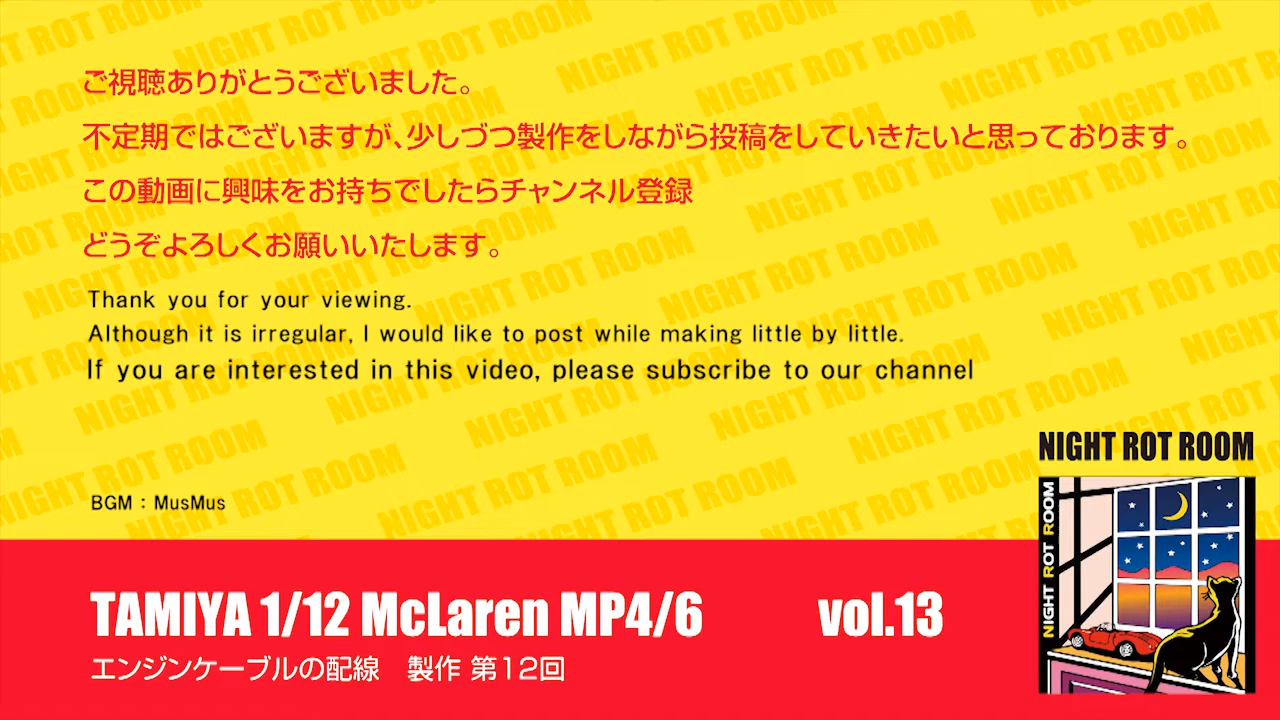 ご視聴ありがとうございました。
不定期ではございますが、少しづつ製作をしながら投稿をしていきたいと思っております。
この動画に興味をお持ちでしたらチャンネル登録
どうぞよろしくお願いいたします。
Thank you for your viewing.
Although it is irregular, I would like to post while making little by little.
If you are interested in this video, please subscribe to our channel
BGM：MusMus
NIGHT ROT ROOM
NIGHT ROT ROOM
TAMIYA 1/12 McLaren MP4/6 vol.13
エンジンケーブルの配線　製作 第12回